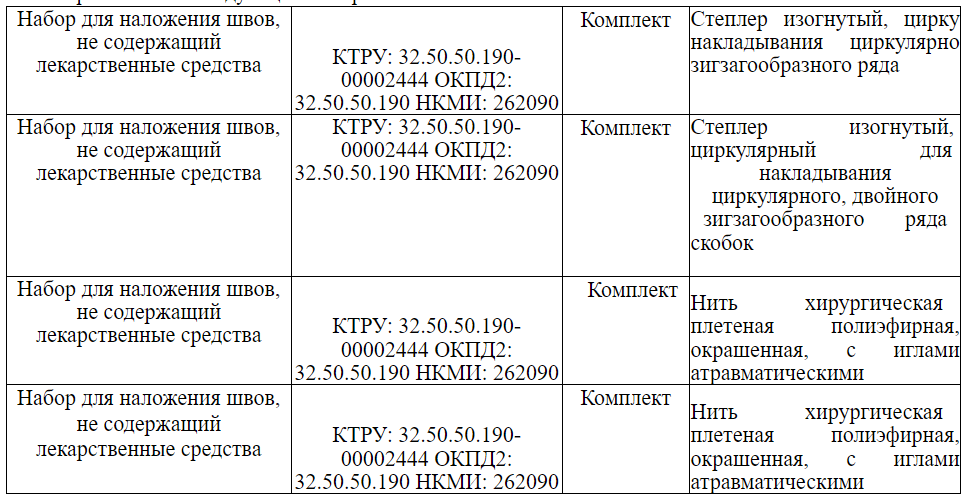 Набор для наложения швов,
не содержащий
лекарственные средства
КТРУ: 32.50.50.190-
00002444 ОКПД2:
32.50.50.190 НКМИ: 262090
Комплект
Степлер изогнутый, цирку
накладывания циркулярно
зигзагообразного ряда
Набор для наложения швов,
не содержащий
лекарственные средства
КТРУ: 32.50.50.190-
00002444 ОКПД2:
32.50.50.190 НКМИ: 262090
Комплект
Степлер изогнутый,
циркулярный для
накладывания
циркулярного, двойного
зигзагообразного ряда
скобок
Набор для наложения швов,
не содержащий
лекарственные средства
КТРУ: 32.50.50.190-
00002444 ОКПД2:
32.50.50.190 НКМИ: 262090
Комплект
Нить хирургическая
плетеная полиэфирная,
окрашенная, с иглами
атравматическими
Набор для наложения швов,
не содержащий
лекарственные средства
КТРУ: 32.50.50.190-
00002444 ОКПД2:
32.50.50.190 НКМИ: 262090
Комплект
Нить хирургическая
плетеная полиэфирная,
окрашенная, с иглами
атравматическими